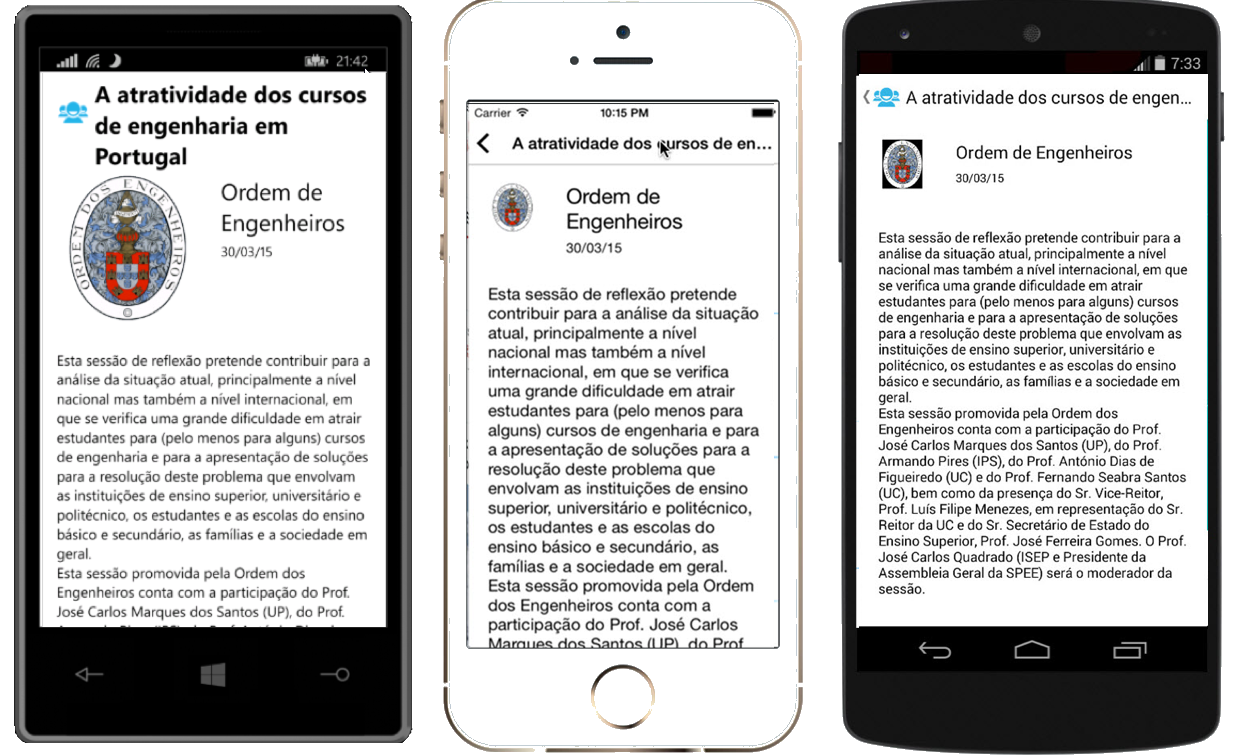 21:42
A atratividade dos cursos
de engenharia em
Portugal
ORDEM DOS ENGENHEIROS
Ordem de
Engenheiros
30/03/15
Esta sessão de reflexão pretende contribuir para a
análise da situação atual, principalmente a nível
nacional mas também a nível internacional, em
que se verifica uma grande dificuldade em atrair
estudantes para (pelo menos para alguns) cursos
de engenharia e para a apresentação de soluções
para a resolução deste problema que envolvam
as instituições de ensino superior, universitário e
politécnico, os estudantes e as escolas do ensino
básico e secundário, as famílias e a sociedade em
geral.
Esta sessão promovida pela Ordem dos
Engenheiros conta com a participação do Prof.
José Carlos Marques dos Santos (UP), do Prof.
Carrier
10:15 PM
A atratividade dos cursos de en...
Ordem de
Engenheiros
30/03/15
Esta sessão de reflexão pretende
contribuir para a análise da situação
atual, principalmente a nível
nacional mas também a nível
internacional, em que se verifica
uma grande dificuldade em atrair
estudantes para (pelo menos para
alguns) cursos de engenharia e para
a apresentação de soluções para a
resolução deste problema que
envolvam as instituições de ensino
superior, universitário e politécnico,
os estudantes e as escolas do
ensino básico e secundário, as
famílias e a sociedade em geral.
Esta sessão promovida pela Ordem
dos Engenheiros conta com a
participação do Prof. José Carlos
Marques dos Santos (UP), do Prof.
7:33
A atratividade dos cursos de engen...
Ordem de Engenheiros
30/03/15
Esta sessão de reflexão pretende contribuir para a
análise da situação atual, principalmente a nível
nacional mas também a nível internacional, em que
se verifica uma grande dificuldade em atrair
estudantes para (pelo menos para alguns) cursos
de engenharia e para a apresentação de soluções
para a resolução deste problema que envolvam as
instituições de ensino superior, universitário e
politécnico, os estudantes e as escolas do ensino
básico e secundário, as famílias e a sociedade em
geral.
Esta sessão promovida pela Ordem dos
Engenheiros conta com a participação do Prof.
José Carlos Marques dos Santos (UP), do Prof.
Armando Pires (IPS), do Prof. António Dias de
Figueiredo (UC) e do Prof. Fernando Seabra Santos
(UC), bem como da presença do Sr. Vice-Reitor,
Prof. Luís Filipe Menezes, em representação do Sr.
Reitor da UC e do Sr. Secretário de Estado do
Ensino Superior, Prof. José Ferreira Gomes. O Prof.
José Carlos Quadrado (ISEP e Presidente da
Assembleia Geral da SPEE) será o moderador da
sessão.